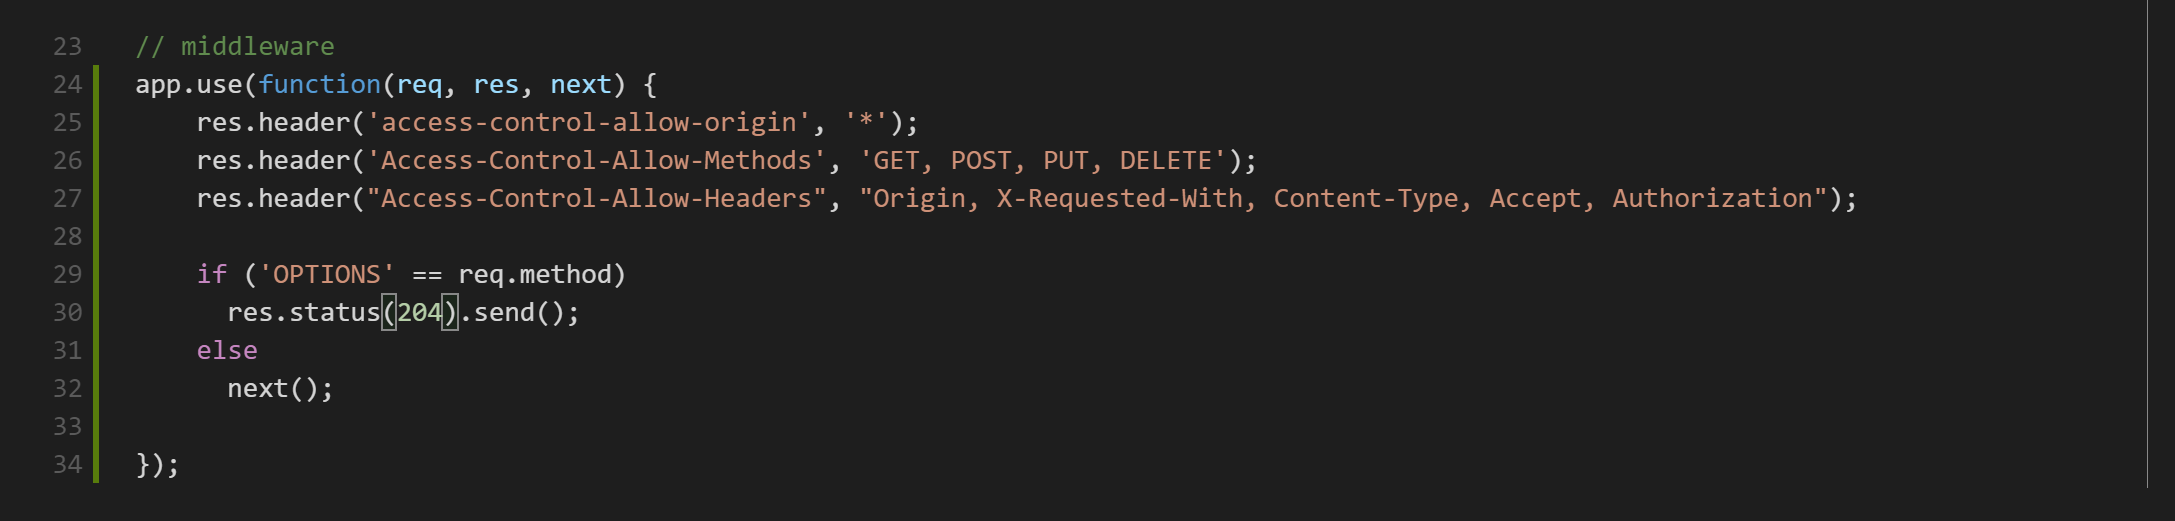 23 // middleware
24 app.use(function(req, res, next) {
25     res.header('access-control-allow-origin', '*');
26     res.header('Access-Control-Allow-Methods', 'GET, POST, PUT, DELETE');
27     res.header("Access-Control-Allow-Headers", "Origin, X-Requested-With, Content-Type, Accept, Authorization");
28
29     if ('OPTIONS' == req.method)
30       res.status(204).send();
31     else
32       next();
33
34 });